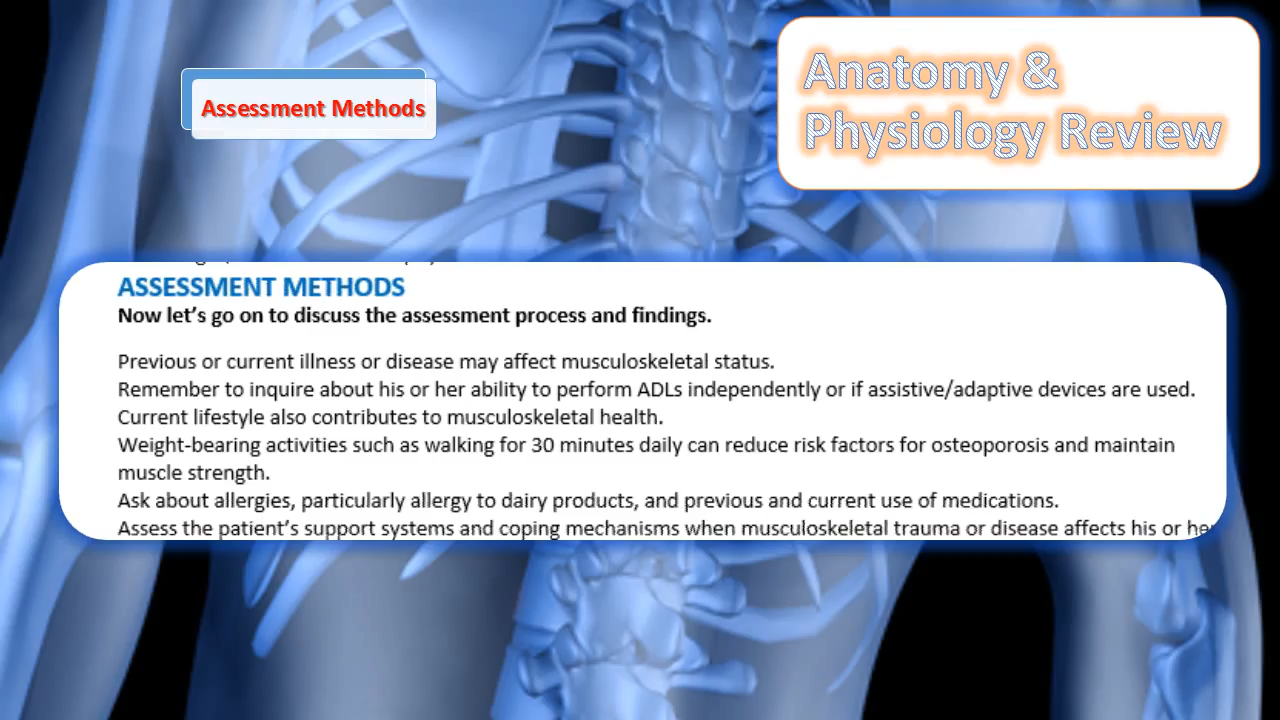 Assessment Methods
Anatomy &
Physiology Review
ASSESSMENT METHODS
Now let's go on to discuss the assessment process and findings.
Previous or current illness or disease may affect musculoskeletal status.
Remember to inquire about his or her ability to perform ADLs independently or if assistive/adaptive devices are used.
Current lifestyle also contributes to musculoskeletal health.
Weight-bearing activities such as walking for 30 minutes daily can reduce risk factors for osteoporosis and maintain
muscle strength.
Ask about allergies, particularly allergy to dairy products, and previous and current use of medications.
Assess the patient's support systems and coping mechanisms when musculoskeletal trauma or disease affects his or